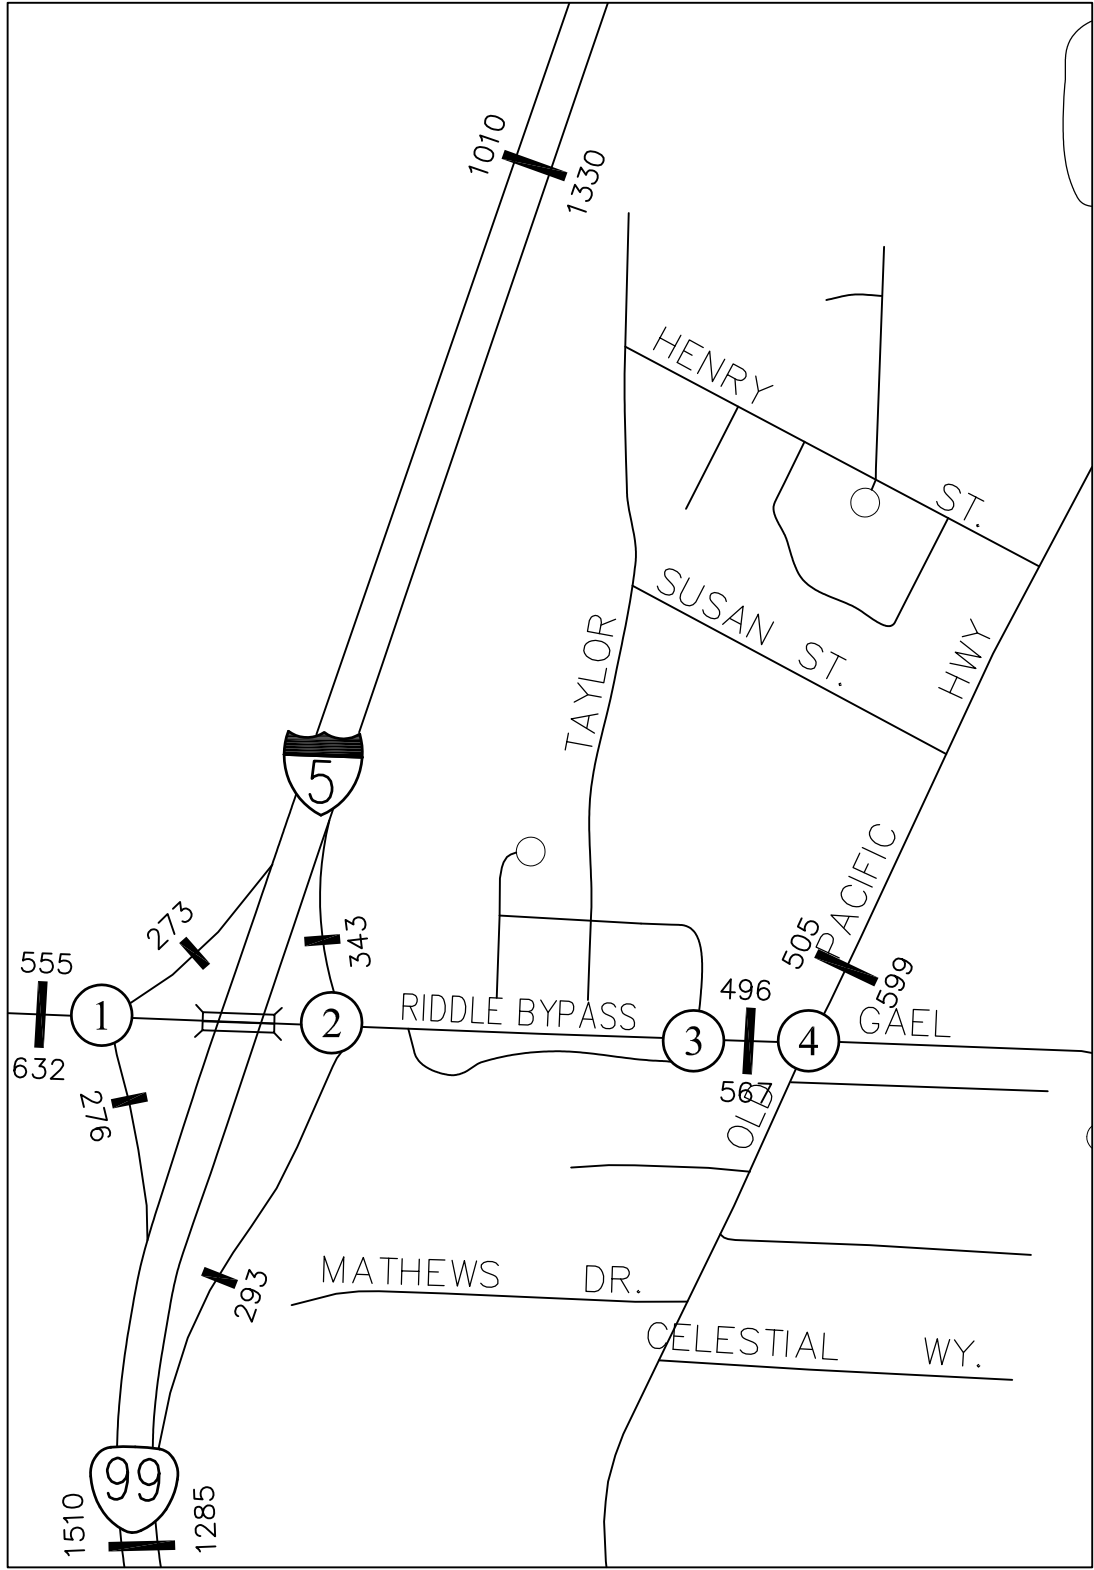 1010
1330
HENRY ST.
SUSAN ST.
TAYLOR
5
OLD PACIFIC HWY
273
343
505
599
555
632
1
2
3
4
RIDDLE BYPASS
496
567
GAEL
276
293
MATHEWS DR.
CELESTIAL WY.
99
1510
1285